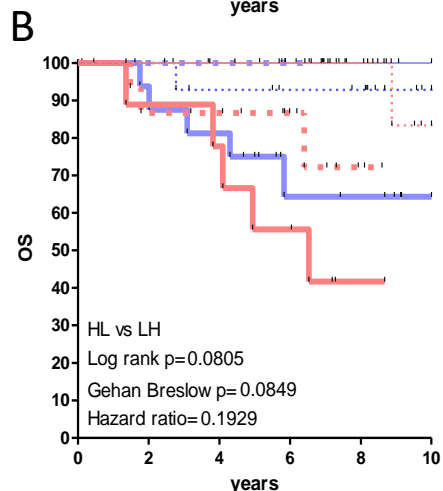 years
B
100
90
80
70
60
50
40
30
20
10
0
OS
HL vs LH
Log rank p=0.0805
Gehan Breslow p=0.0849
Hazard ratio=0.1929
0 2 4 6 8 10
years